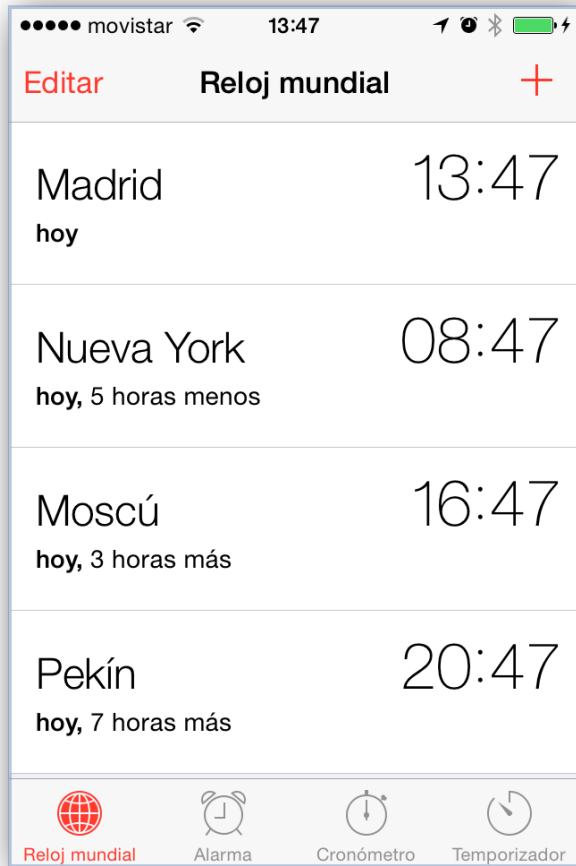 movistar 13:47
Editar Reloj mundial +
Madrid 13:47
hoy
Nueva York 08:47
hoy, 5 horas menos
Moscú 16:47
hoy, 3 horas más
Pekín 20:47
hoy, 7 horas más
Reloj mundial Alarma Cronómetro Temporizador